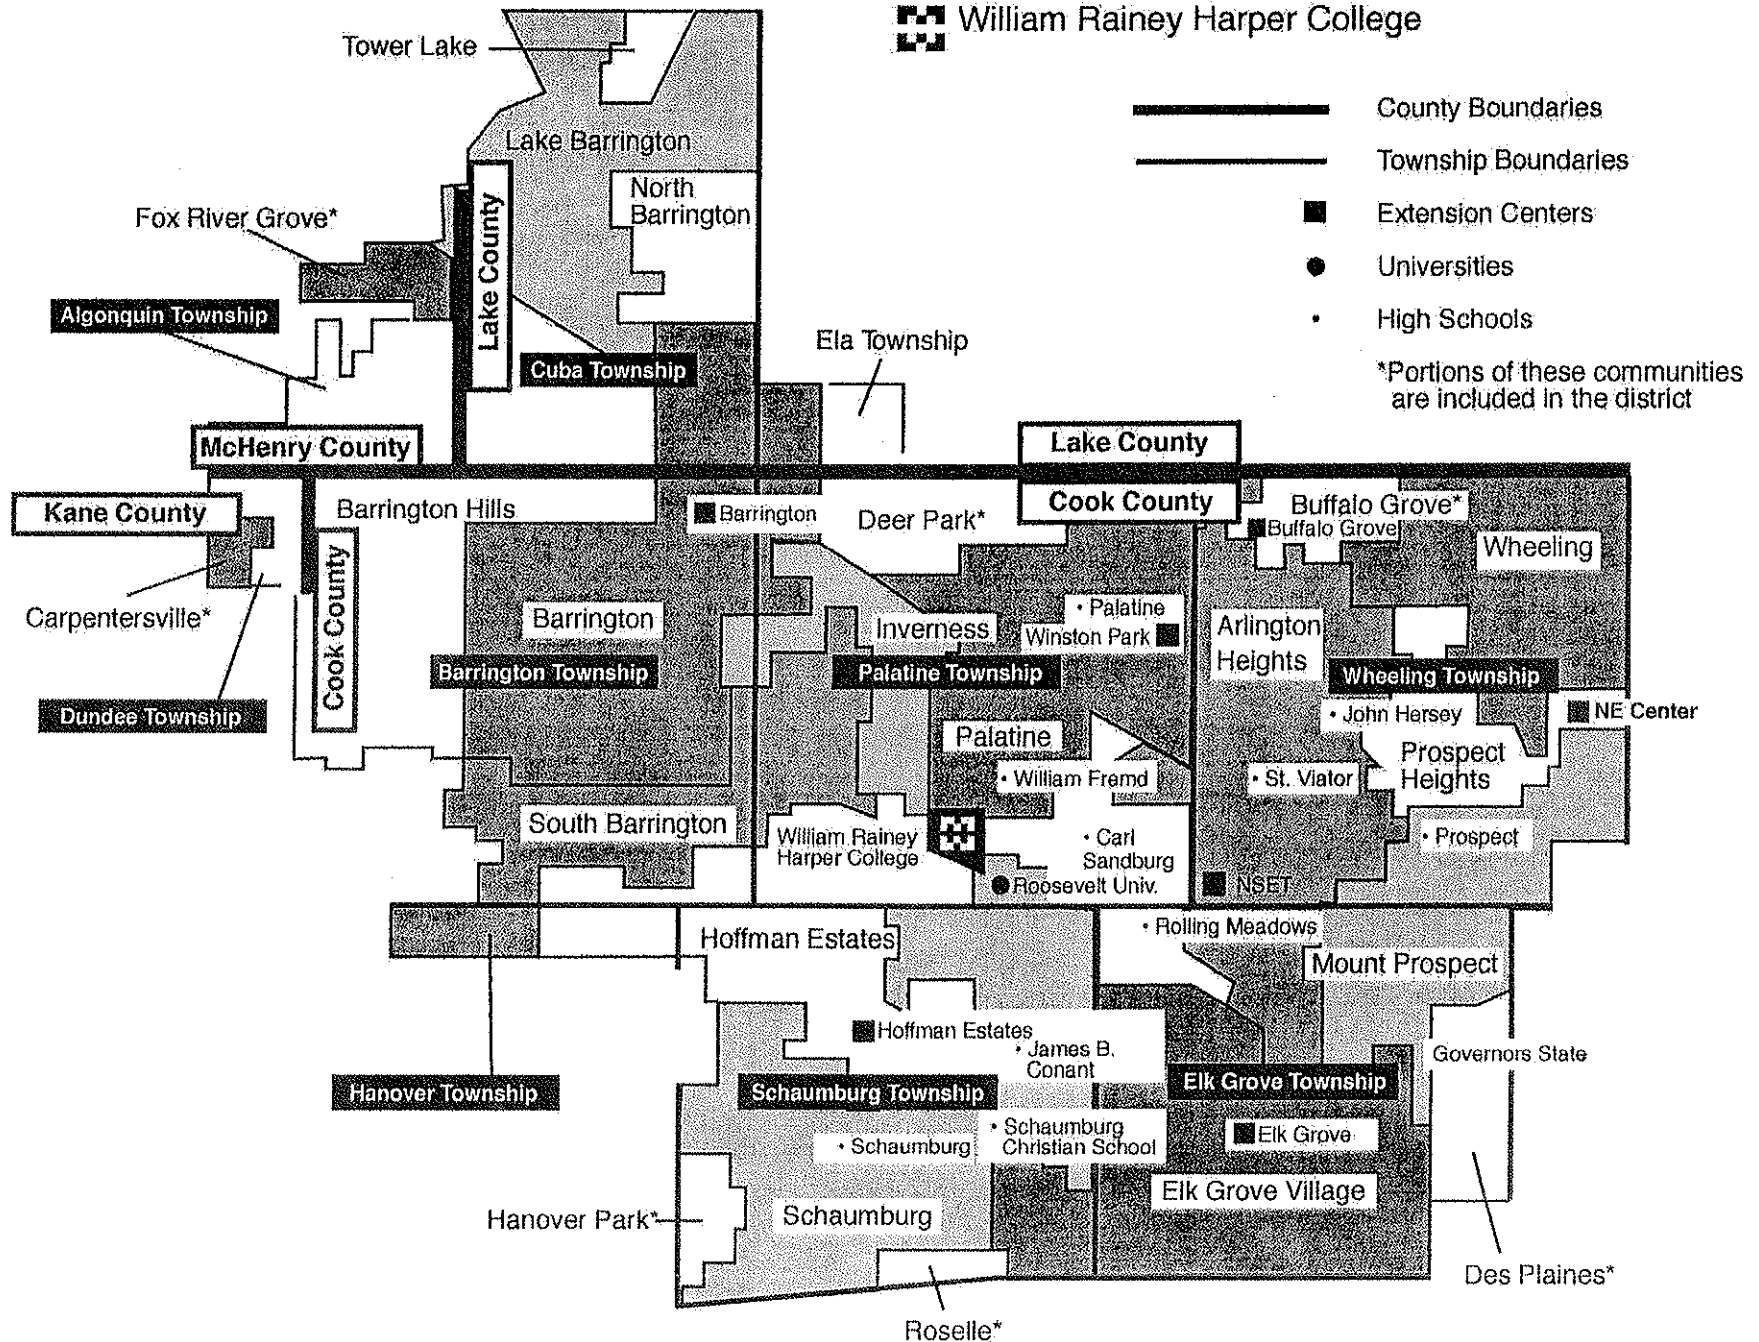 William Rainey Harper College
Tower Lake
County Boundaries
Lake Barrington
Township Boundaries
North
Barrington
Fox River Grove*
Extension Centers
Lake County
Universities
Algonquin Township
High Schools
Ela Township
Cuba Township
*Portions of these communities
are included in the district
McHenry County
Lake County
Kane County
Barrington Hills
Barrington
Deer Park*
Cook County
Buffalo Grove*
Buffalo Grove
Wheeling
Cook County
Carpentersville*
Barrington
Inverness
• Palatine
Winston Park
Arlington
Heights
Barrington Township
Palatine Township
Wheeling Township
Dundee Township
• John Hersey
NE Center
Palatine
Prospect
Heights
• William Fremd
• St. Viator
South Barrington
William Rainey
Harper College
• Carl
Sandburg
• Prospect
Roosevelt Univ.
NSET
Hoffman Estates
• Rolling Meadows
Mount Prospect
Hoffman Estates
• James B.
Conant
Governors State
Hanover Township
Schaumburg Township
Elk Grove Township
• Schaumburg
• Schaumburg
Christian School
Elk Grove
Elk Grove Village
Hanover Park*
Schaumburg
Des Plaines*
Roselle*